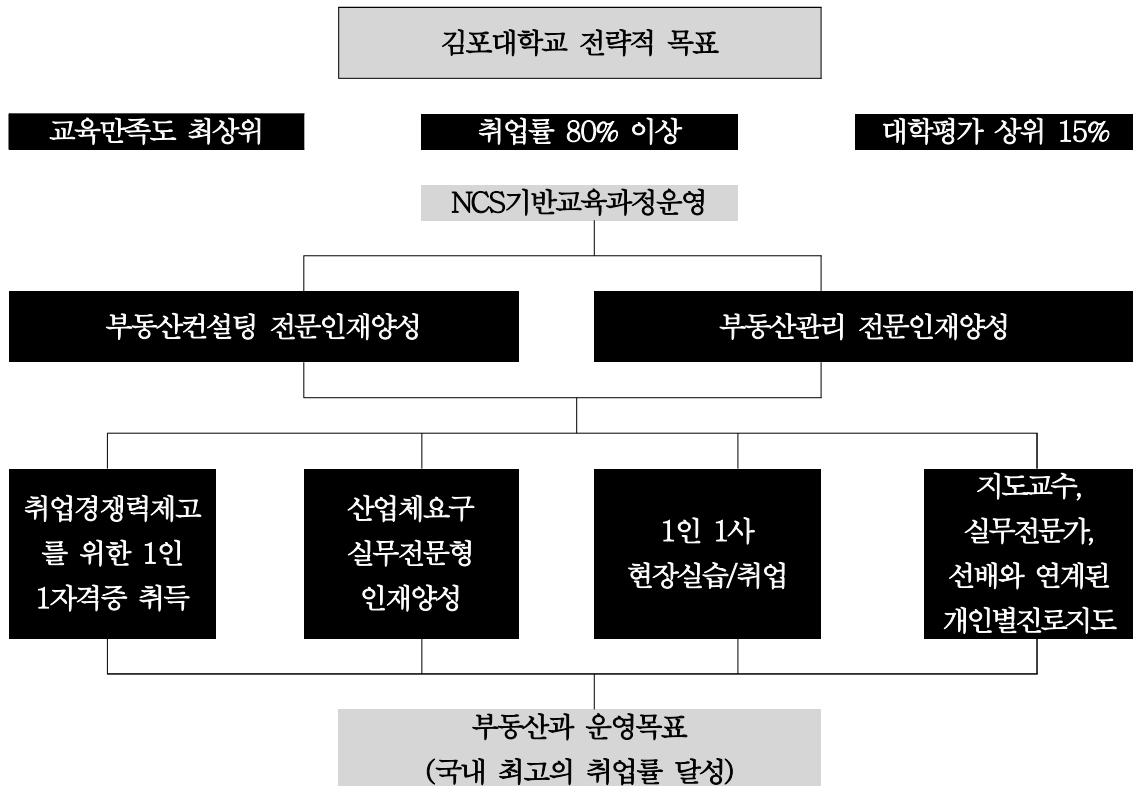 김포대학교 전략적 목표
교육만족도 최상위
취업률 80% 이상
대학평가 상위 15%
NCS기반교육과정운영
부동산컨설팅 전문인재양성
부동산관리 전문인재양성
취업경쟁력제고
를 위한 1인
1자격증 취득
산업체요구
실무전문형
인재양성
1인 1사
현장실습/취업
지도교수,
실무전문가,
선배와 연계된
개인별진로지도
부동산과 운영목표
(국내 최고의 취업률 달성)